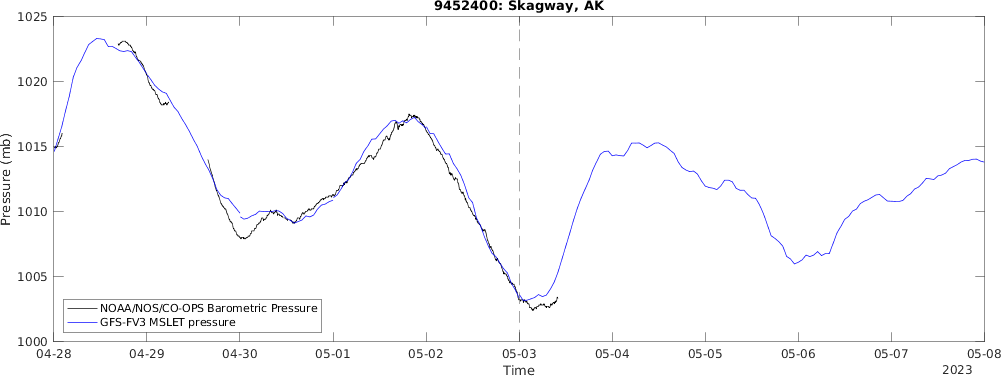 9452400: Skagway, AK
Pressure (mb)
1025
1020
1015
1010
1005
1000
NOAA/NOS/CO-OPS Barometric Pressure
GFS-FV3 MSLET pressure
04-28 04-29 04-30 05-01 05-02 05-03 05-04 05-05 05-06 05-07 05-08
Time
2023